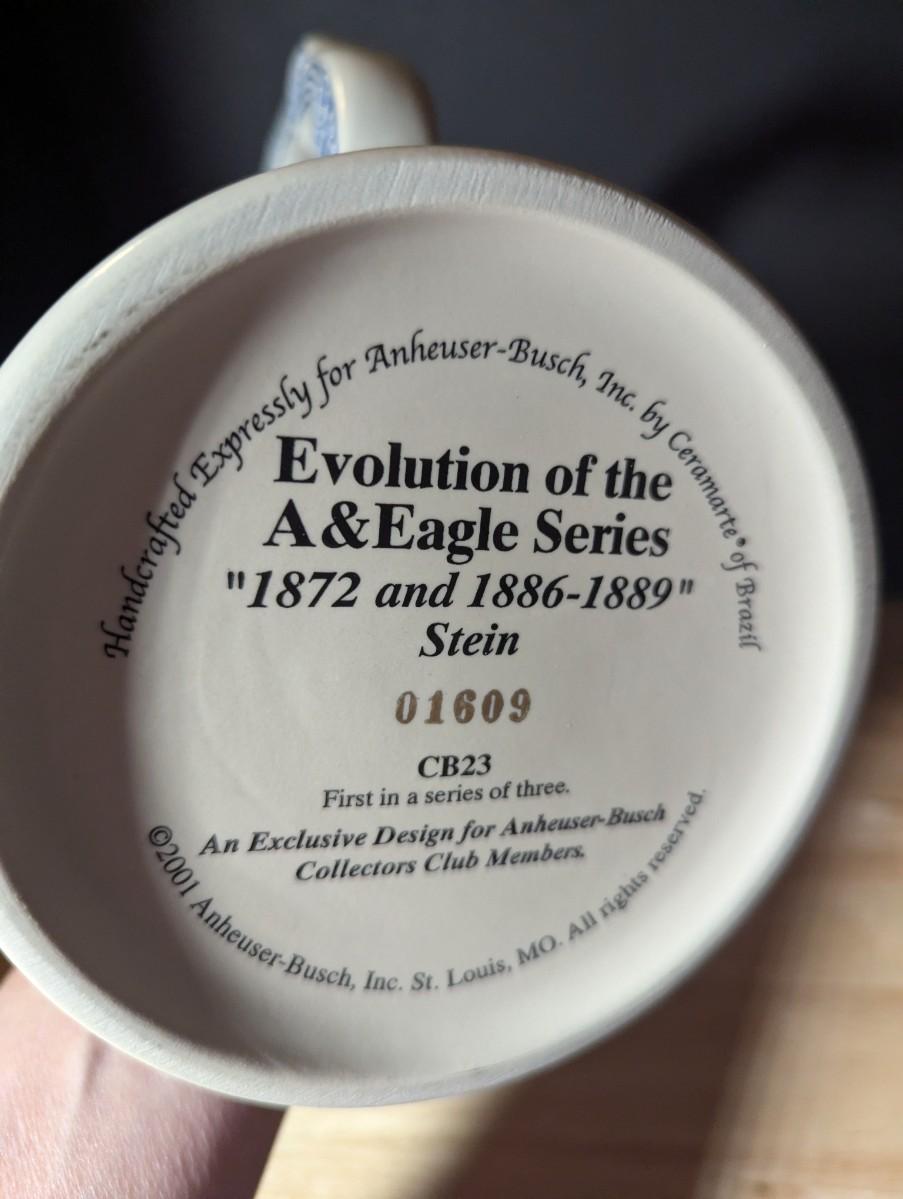 Handcrafted Expressly for Anheuser-Busch, Inc. by Ceramarte® of Brazil
Evolution of the
A & Eagle Series
"1872 and 1886-1889"
Stein
01609
CB23
First in a series of three.
An Exclusive Design for Anheuser-Busch
Collectors Club Members.
©2001 Anheuser-Busch, Inc. St. Louis, MO. All rights reserved.